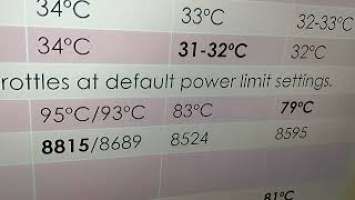 34°C 33°C 32-33°C
34°C 31-32°C 32°C
rottles at default power limit settings.
95°C/93°C 83°C 79°C
8815/8689 8524 8595
81°C